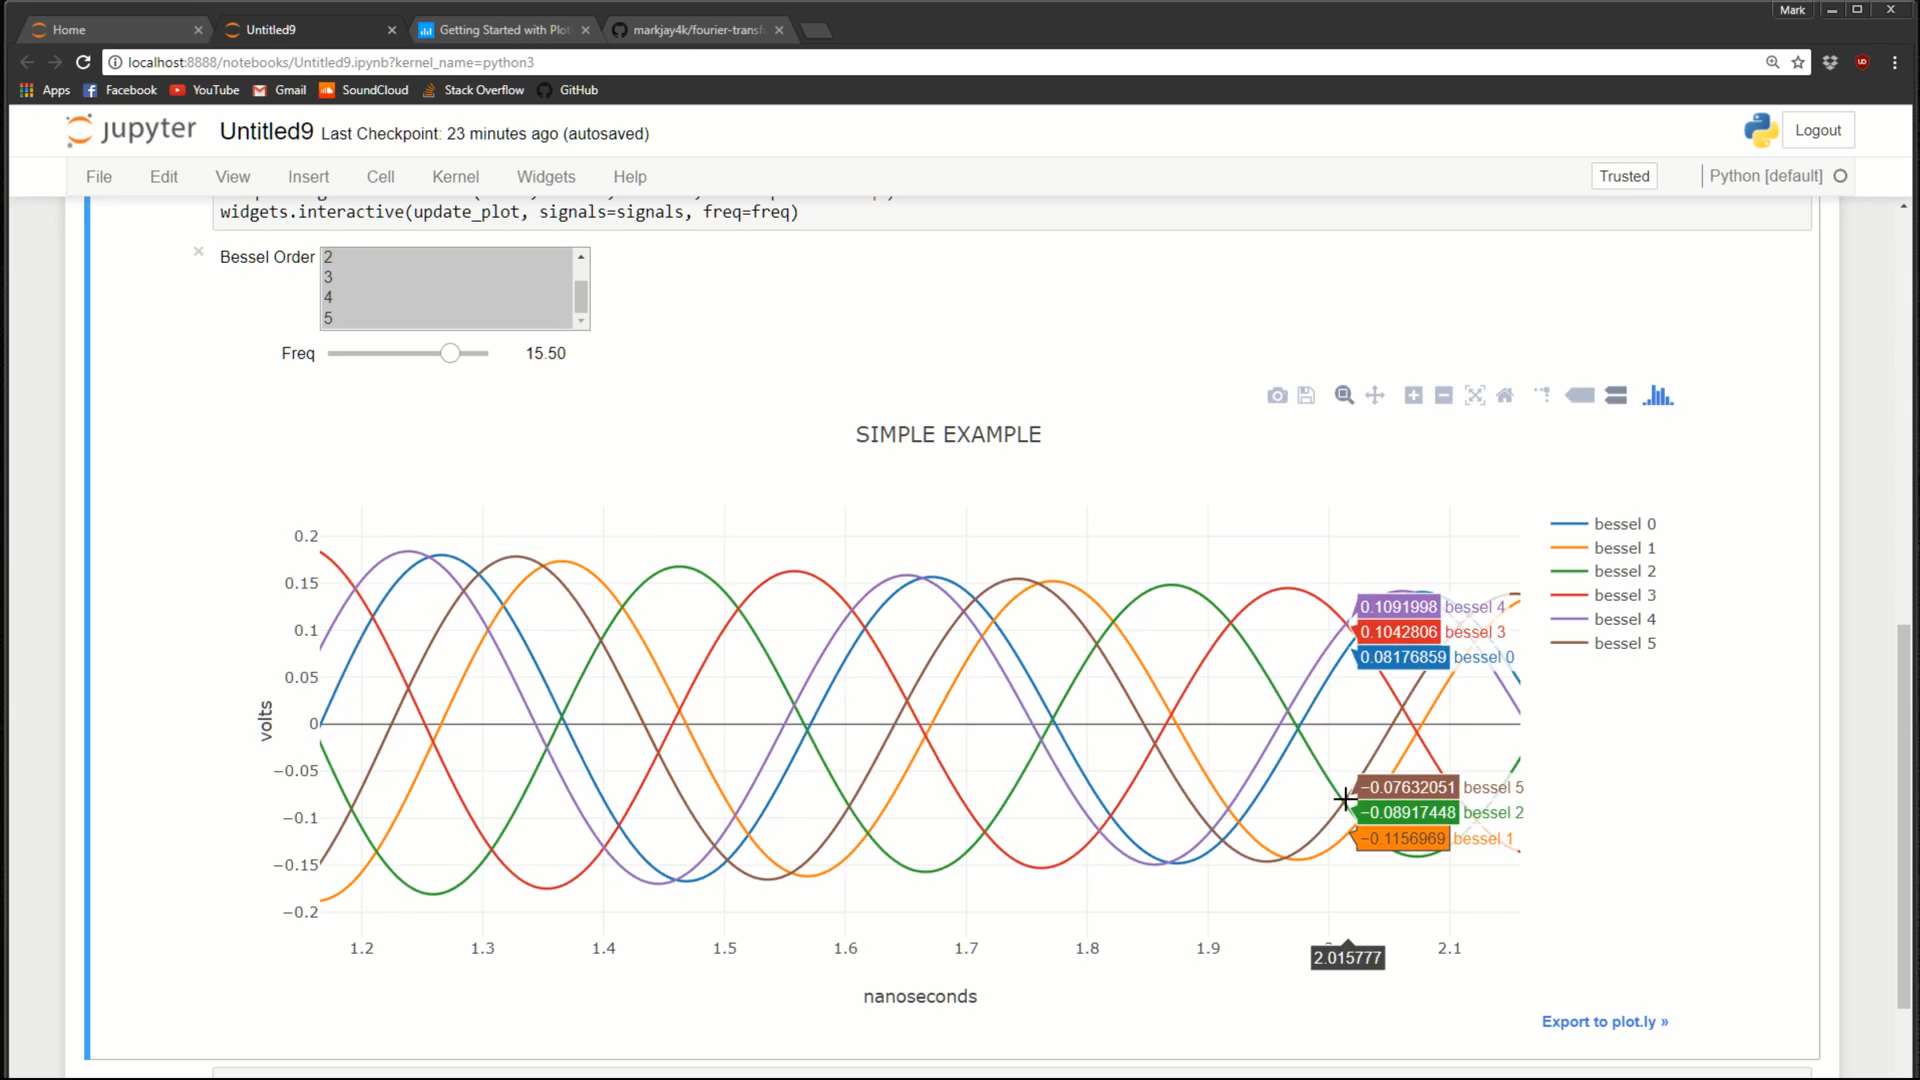 Mark
Home
Untitled9
Getting Started with Plot
markjay4k/fourier-transf
localhost:8888/notebooks/Untitled9.ipynb?kernel_name=python3
Apps Facebook YouTube Gmail SoundCloud Stack Overflow GitHub
jupyter Untitled9 Last Checkpoint: 23 minutes ago (autosaved)
Logout
File Edit View Insert Cell Kernel Widgets Help
Trusted
Python [default]
widgets.interactive(update_plot, signals=signals, freq=freq)
Bessel Order
2
3
4
5
Freq 15.50
SIMPLE EXAMPLE
bessel 0
bessel 1
bessel 2
bessel 3
bessel 4
bessel 5
0.2
0.15
0.1
0.05
0
−0.05
−0.1
−0.15
−0.2
volts
0.1091998 bessel 4
0.1042806 bessel 3
0.08176859 bessel 0
−0.07632051 bessel 5
−0.08917448 bessel 2
−0.1156969 bessel 1
1.2 1.3 1.4 1.5 1.6 1.7 1.8 1.9 2.1
2.015777
nanoseconds
Export to plot.ly »